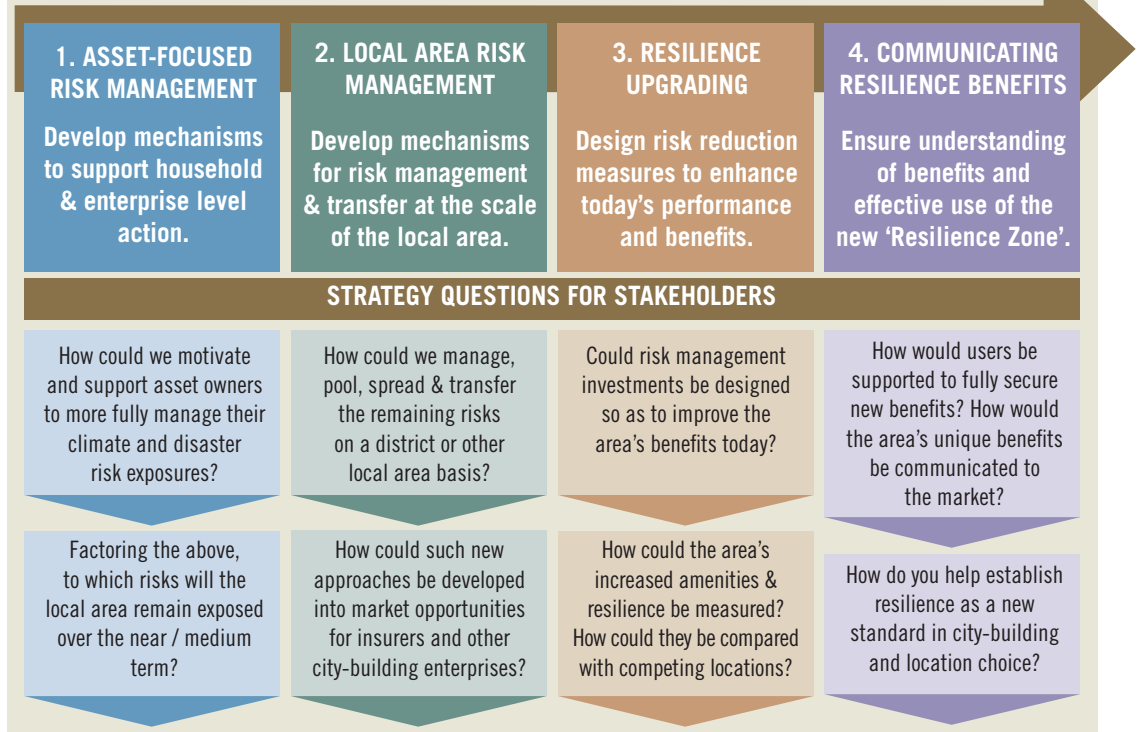 1. ASSET-FOCUSED
RISK MANAGEMENT
Develop mechanisms
to support household
& enterprise level
action.
2. LOCAL AREA RISK
MANAGEMENT
Develop mechanisms
for risk management
& transfer at the scale
of the local area.
3. RESILIENCE
UPGRADING
Design risk reduction
measures to enhance
today's performance
and benefits.
4. COMMUNICATING
RESILIENCE BENEFITS
Ensure understanding
of benefits and
effective use of the
new 'Resilience Zone'.
STRATEGY QUESTIONS FOR STAKEHOLDERS
How could we motivate
and support asset owners
to more fully manage their
climate and disaster
risk exposures?
How could we manage,
pool, spread & transfer
the remaining risks
on a district or other
local area basis?
Could risk management
investments be designed
so as to improve the
area's benefits today?
How would users be
supported to fully secure
new benefits? How would
the area's unique benefits
be communicated to
the market?
Factoring the above,
to which risks will the
local area remain exposed
over the near / medium
term?
How could such new
approaches be developed
into market opportunities
for insurers and other
city-building enterprises?
How could the area's
increased amenities &
resilience be measured?
How could they be compared
with competing locations?
How do you help establish
resilience as a new
standard in city-building
and location choice?